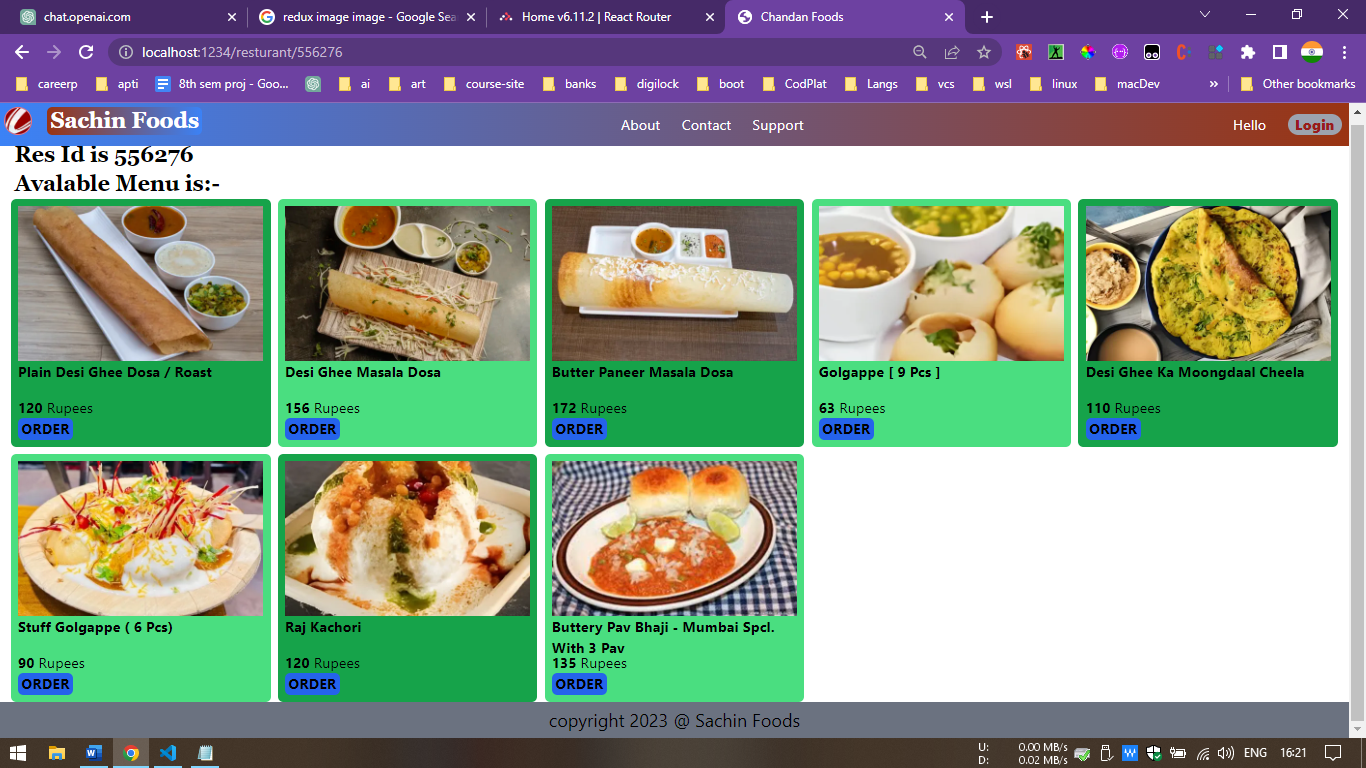 chat.openai.com
redux image image - Google Sea
Home v6.11.2 | React Router
Chandan Foods
localhost:1234/resturant/556276
careerp
apti
8th sem proj - Goo...
ai
art
course-site
banks
digilock
boot
CodPlat
Langs
vcs
wsl
linux
macDev
»
Other bookmarks
Sachin Foods
About
Contact
Support
Hello
Login
Res Id is 556276
Avalable Menu is:-
Plain Desi Ghee Dosa / Roast
120 Rupees
ORDER
Desi Ghee Masala Dosa
156 Rupees
ORDER
Butter Paneer Masala Dosa
172 Rupees
ORDER
Golgappe [ 9 Pcs ]
63 Rupees
ORDER
Desi Ghee Ka Moongdaal Cheela
110 Rupees
ORDER
Stuff Golgappe ( 6 Pcs)
90 Rupees
ORDER
Raj Kachori
120 Rupees
ORDER
Buttery Pav Bhaji - Mumbai Spcl.
With 3 Pav
135 Rupees
ORDER
copyright 2023 @ Sachin Foods
U: 0.00 MB/s
D: 0.02 MB/s
ENG
16:21